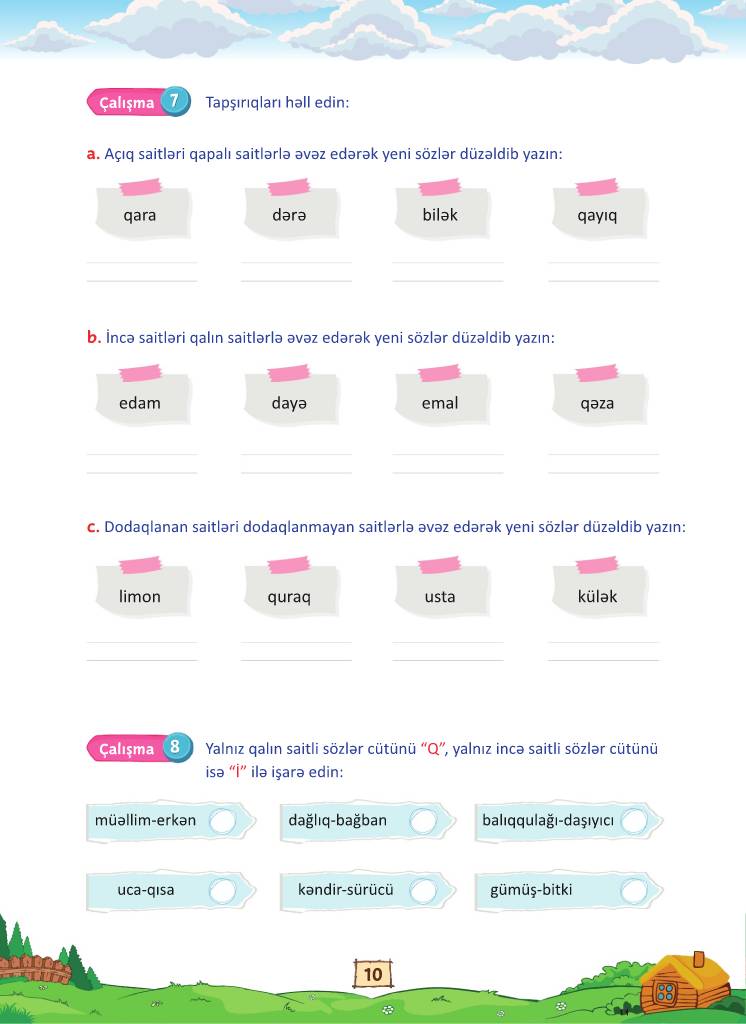 Çalışma 7 Tapşırıqları həll edin:
a. Açıq saitləri qapalı saitlərlə əvəz edərək yeni sözlər düzəldib yazın:
qara dərə bilək qayıq
b. İncə saitləri qalın saitlərlə əvəz edərək yeni sözlər düzəldib yazın:
edam dayə emal qəza
c. Dodaqlanan saitləri dodaqlanmayan saitlərlə əvəz edərək yeni sözlər düzəldib yazın:
limon quraq usta külək
Çalışma 8 Yalnız qalın saitli sözlər cütünü “Q”, yalnız incə saitli sözlər cütünü
isə “İ” ilə işarə edin:
müəllim-erkən dağlıq-bağban balıqqulağı-daşıyıcı
uca-qısa kəndir-sürücü gümüş-bitki
10